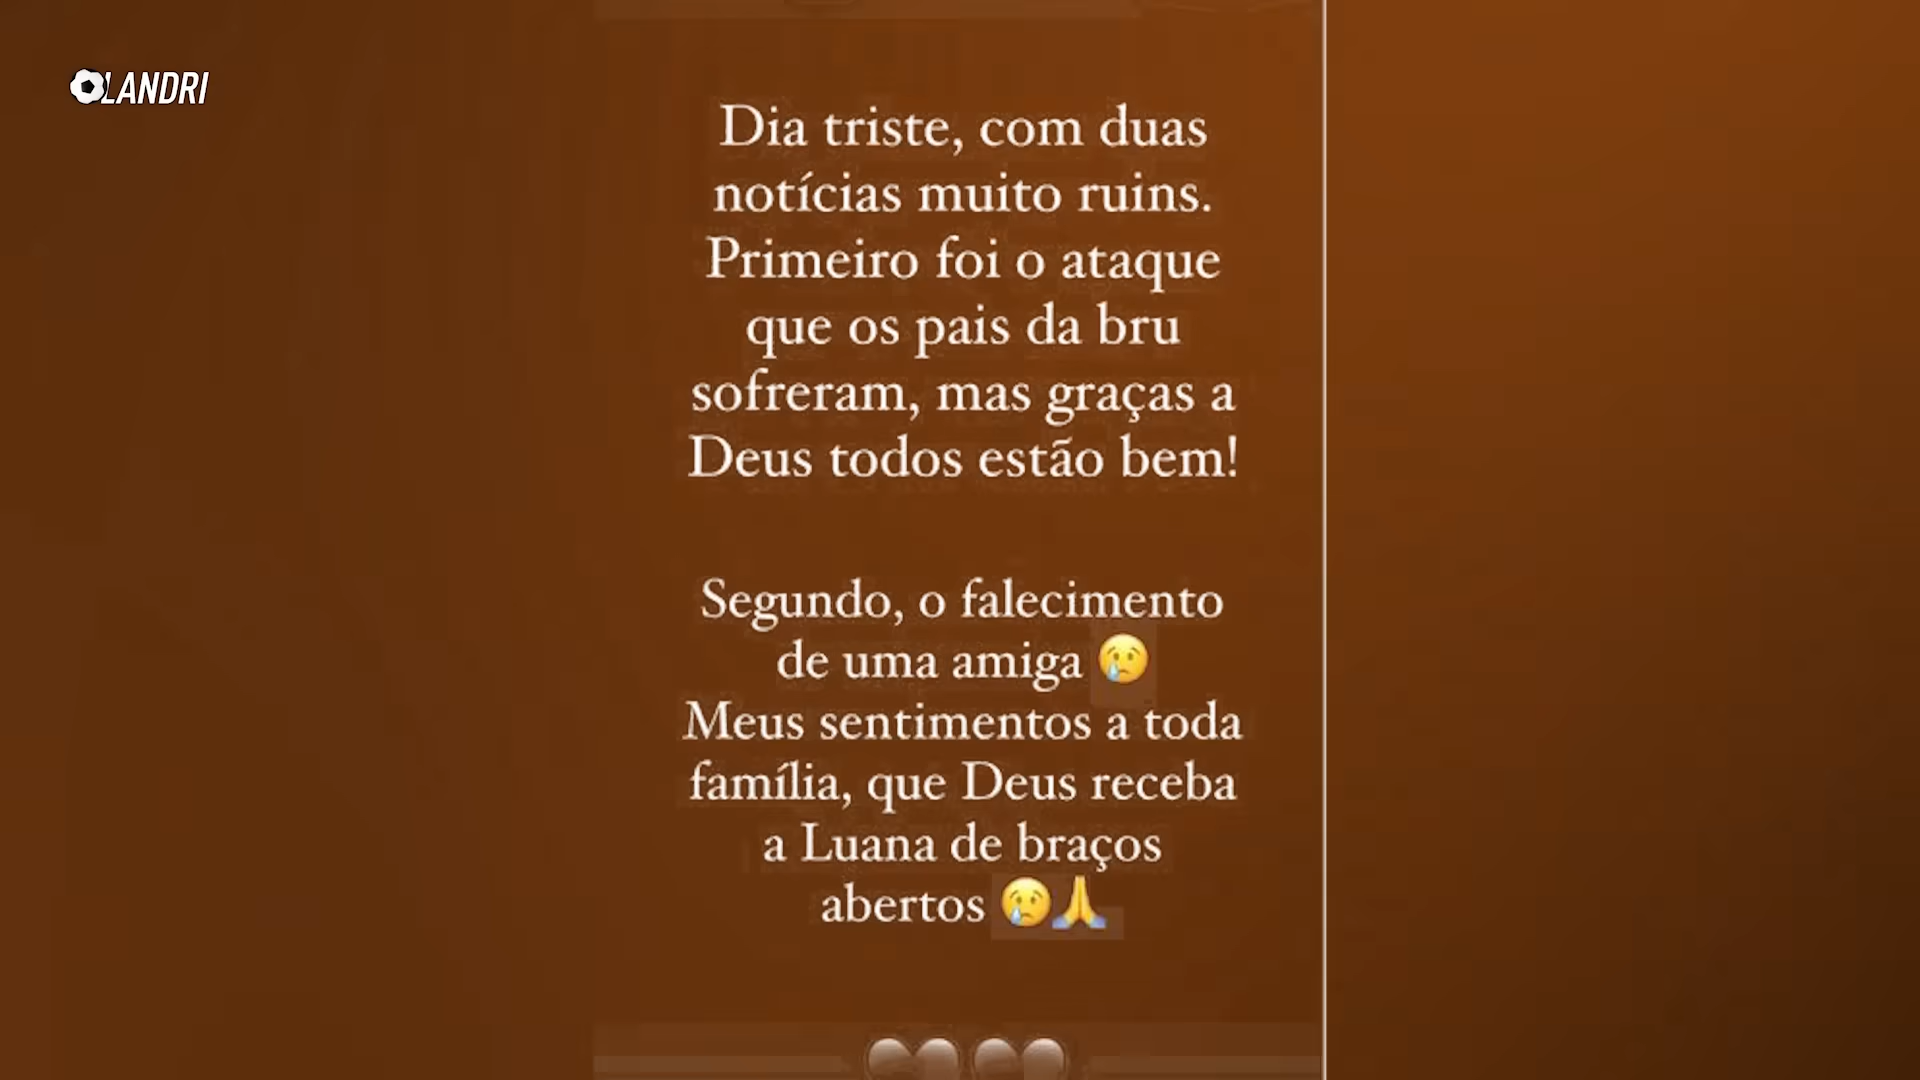 LANDRI
Dia triste, com duas
notícias muito ruins.
Primeiro foi o ataque
que os pais da bru
sofreram, mas graças a
Deus todos estão bem!
Segundo, o falecimento
de uma amiga 😢
Meus sentimentos a toda
família, que Deus receba
a Luana de braços
abertos 😢🙏